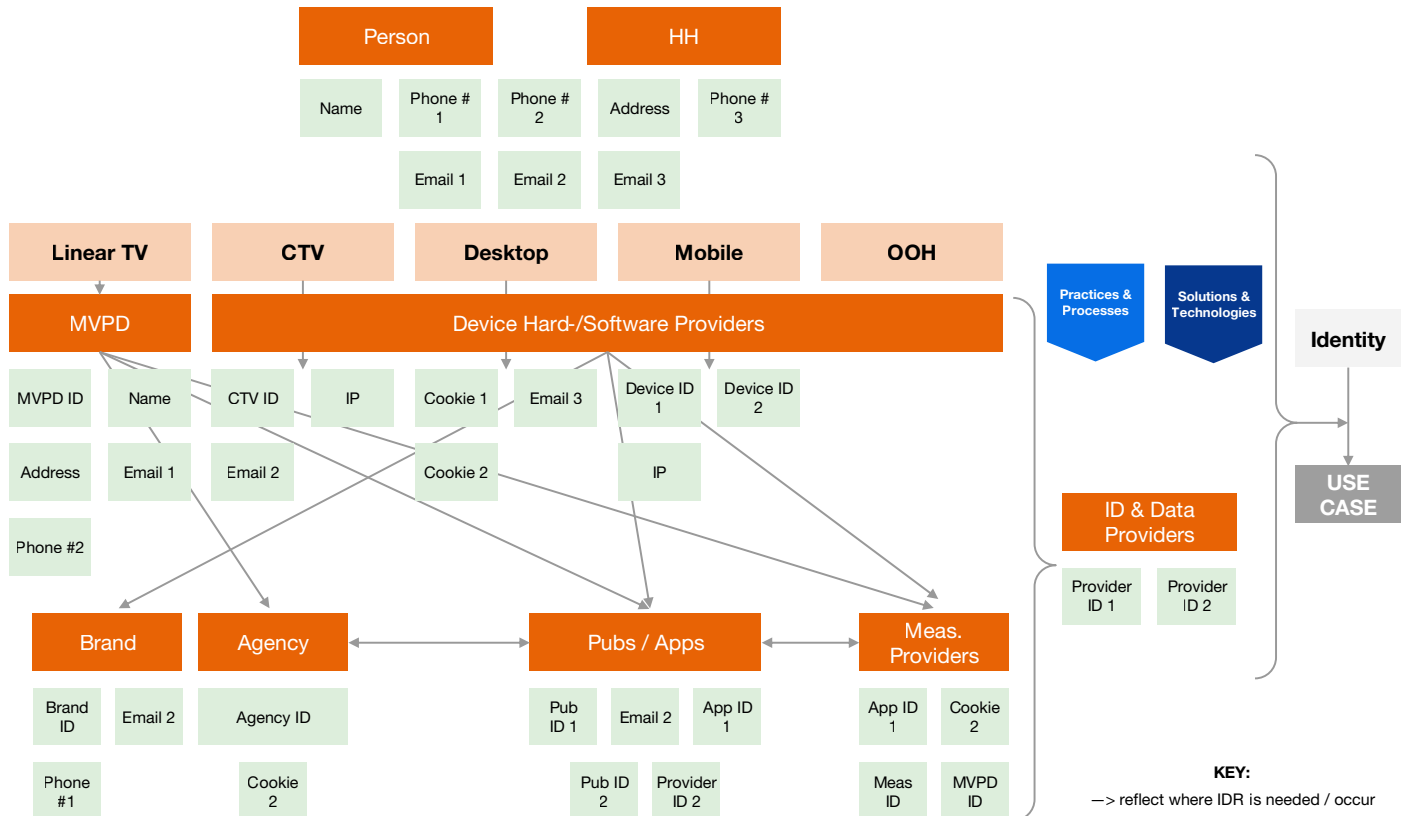 Person
HH
Name
Phone #
1
Phone #
2
Address
Phone #
3
Email 1
Email 2
Email 3
Linear TV
CTV
Desktop
Mobile
OOH
MVPD
Device Hard-/Software Providers
Practices &
Processes
Solutions &
Technologies
Identity
MVPD ID
Name
CTV ID
IP
Cookie 1
Email 3
Device ID
1
Device ID
2
Address
Email 1
Email 2
Cookie 2
IP
USE
CASE
Phone #2
ID & Data
Providers
Provider
ID 1
Provider
ID 2
Brand
Agency
Pubs / Apps
Meas.
Providers
Brand
ID
Email 2
Agency ID
Pub
ID 1
Email 2
App ID
1
App ID
1
Cookie
2
Phone
#1
Cookie
2
Pub ID
2
Provider
ID 2
Meas
ID
MVPD
ID
KEY:
—> reflect where IDR is needed / occur